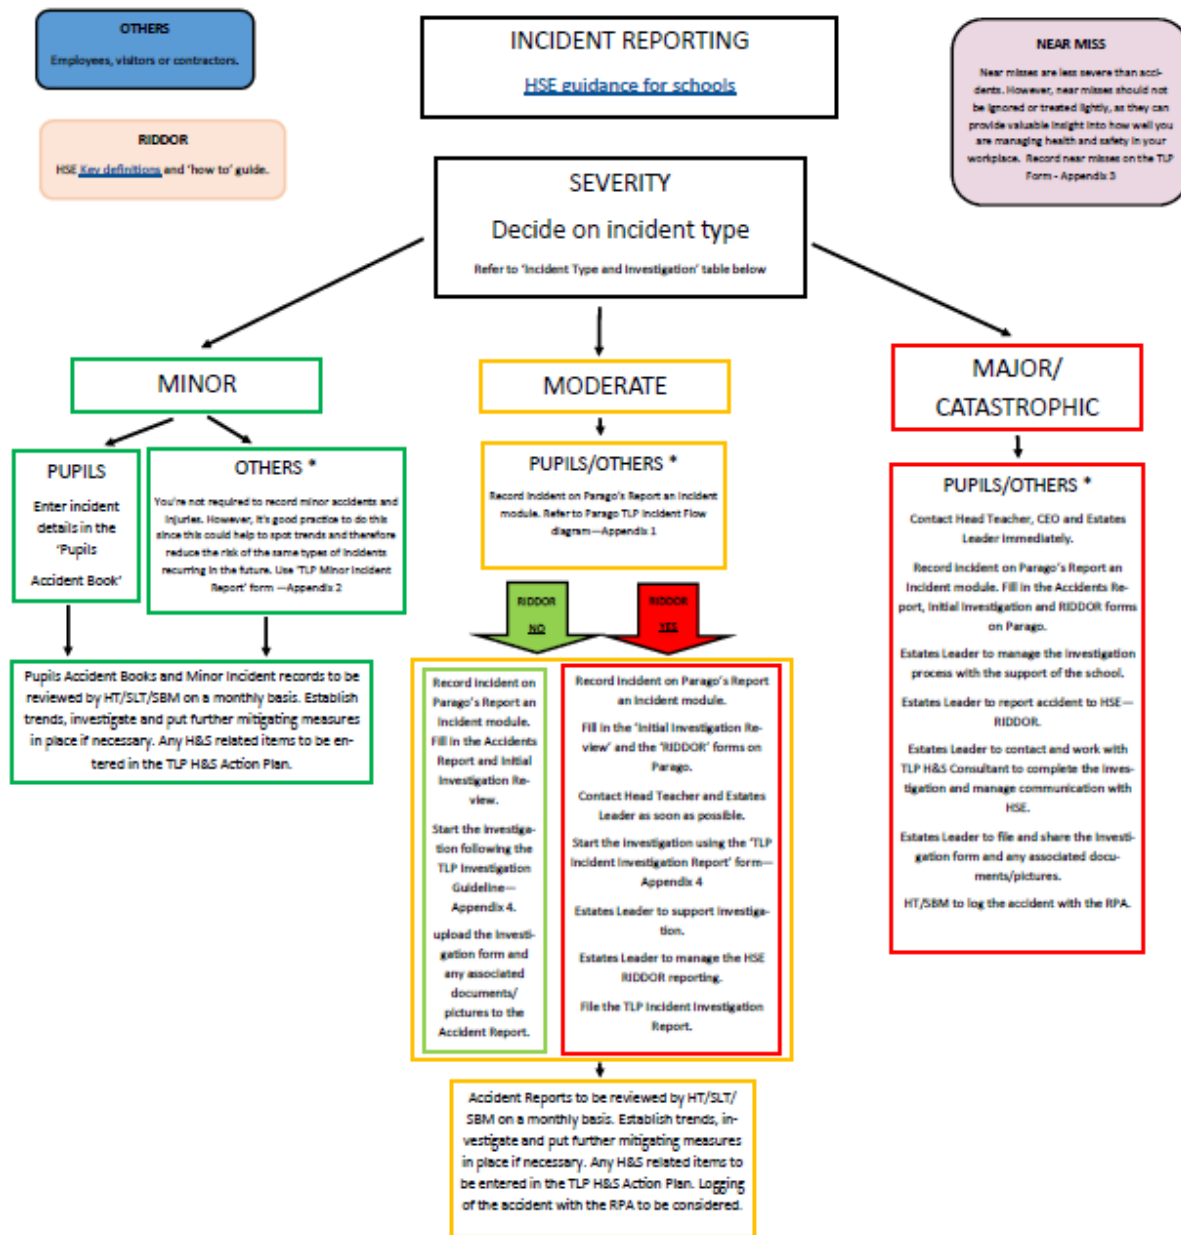 OTHERS
Employees, visitors or contractors.
INCIDENT REPORTING
HSE guidance for schools
NEAR MISS
Near misses are less severe than acci-
dents. However, near misses should not
be ignored or treated lightly, as they can
provide valuable insight into how well you
are managing health and safety in your
workplace. Record near misses on the TLP
Form - Appendix 3
RIDDOR
HSE Key definitions and 'how to' guide.
SEVERITY
Decide on incident type
Refer to 'Incident Type and Investigation' table below
MINOR
MODERATE
MAJOR/
CATASTROPHIC
PUPILS
Enter incident
details in the
'Pupils
Accident Book'
OTHERS *
You're not required to record minor accidents and
injuries. However, it's good practice to do this
since this could help to spot trends and therefore
reduce the risk of the same types of incidents
recurring in the future. Use 'TLP Minor Incident
Report' form —Appendix 2
Pupils Accident Books and Minor Incident records to be
reviewed by HT/SLT/SBM on a monthly basis. Establish
trends, investigate and put further mitigating measures
in place if necessary. Any H&S related items to be en-
tered in the TLP H&S Action Plan.
PUPILS/OTHERS *
Record Incident on Parago's Report an Incident
module. Refer to Parago TLP Incident Flow
diagram—Appendix 1
RIDDOR
NO
RIDDOR
YES
Record Incident on
Parago's Report an
Incident module.
Fill in the Accidents
Report and Initial
Investigation Re-
view.
Start the Investiga-
tion following the
TLP Investigation
Guideline—
Appendix 4.
upload the Investi-
gation form and
any associated
documents/
pictures to the
Accident Report.
Record Incident on Parago's Report
an Incident module.
Fill in the 'Initial Investigation Re-
view' and the 'RIDDOR' forms on
Parago.
Contact Head Teacher and Estates
Leader as soon as possible.
Start the Investigation using the 'TLP
Incident Investigation Report' form—
Appendix 4
Estates Leader to support Investiga-
tion.
Estates Leader to manage the HSE
RIDDOR reporting.
File the TLP Incident Investigation
Report.
Accident Reports to be reviewed by HT/SLT/
SBM on a monthly basis. Establish trends, in-
vestigate and put further mitigating measures
in place if necessary. Any H&S related items to
be entered in the TLP H&S Action Plan. Logging
of the accident with the RPA to be considered.
PUPILS/OTHERS *
Contact Head Teacher, CEO and Estates
Leader Immediately.
Record Incident on Parago's Report an
Incident module. Fill in the Accidents Re-
port, Initial Investigation and RIDDOR forms
on Parago.
Estates Leader to manage the Investigation
process with the support of the school.
Estates Leader to report accident to HSE—
RIDDOR.
Estates Leader to contact and work with
TLP H&S Consultant to complete the Inves-
tigation and manage communication with
HSE.
Estates Leader to file and share the Investi-
gation form and any associated docu-
ments/pictures.
HT/SBM to log the accident with the RPA.